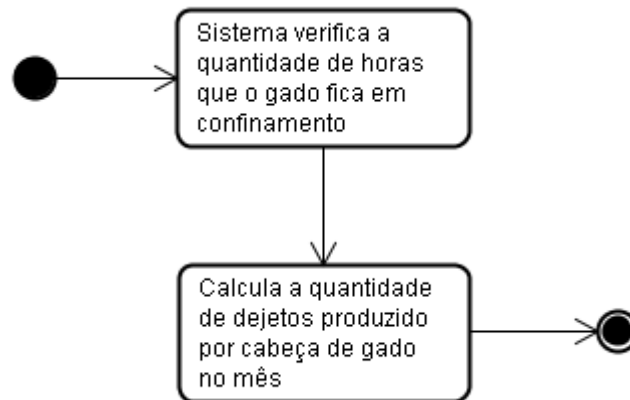 Sistema verifica a
quantidade de horas
que o gado fica em
confinamento
Calcula a quantidade
de dejetos produzido
por cabeça de gado
no mês